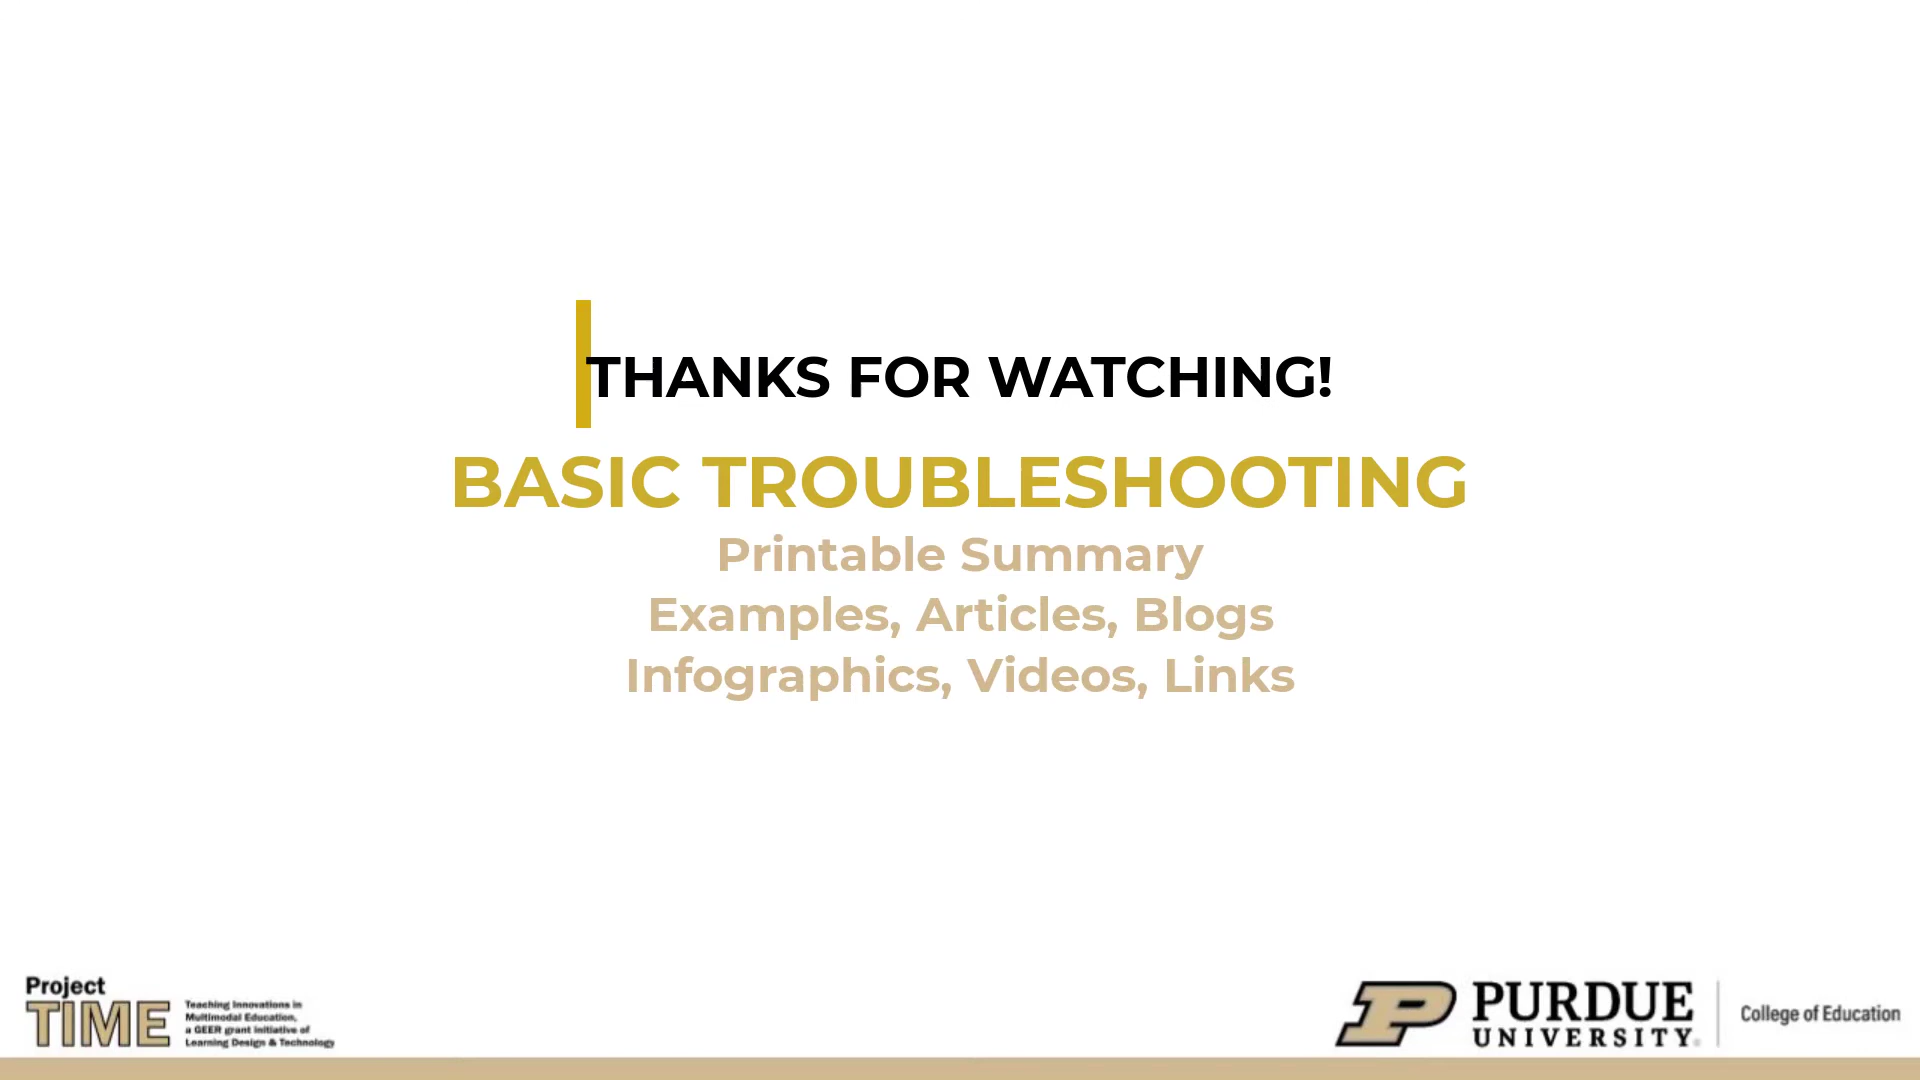 THANKS FOR WATCHING!
BASIC TROUBLESHOOTING
Printable Summary
Examples, Articles, Blogs
Infographics, Videos, Links
Project
TIME
Teaching Innovations in
Multimodal Education,
a GEER grant initiative of
Learning Design & Technology
PURDUE
UNIVERSITY®
College of Education